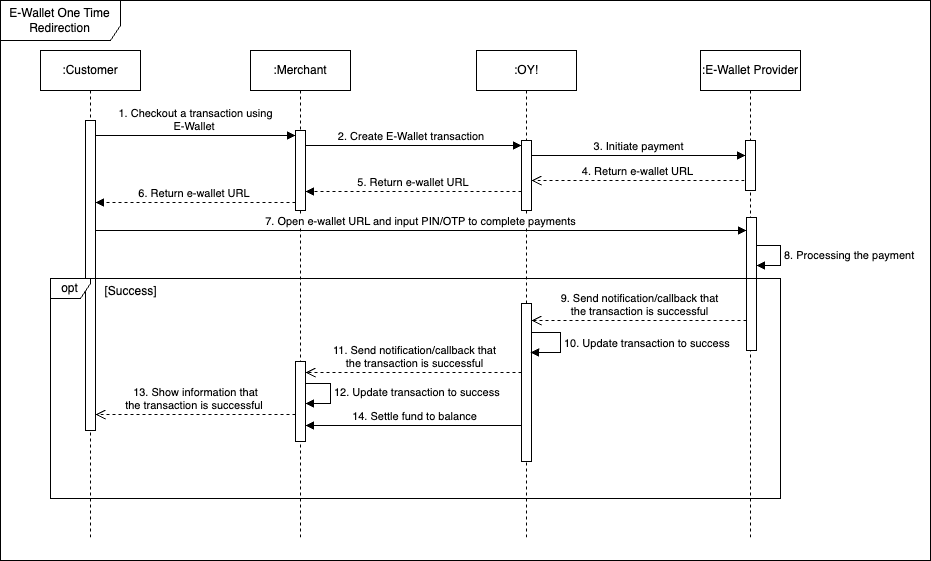 E-Wallet One Time
Redirection
:Customer
:Merchant
:OY!
:E-Wallet Provider
1. Checkout a transaction using
E-Wallet
2. Create E-Wallet transaction
3. Initiate payment
4. Return e-wallet URL
5. Return e-wallet URL
6. Return e-wallet URL
7. Open e-wallet URL and input PIN/OTP to complete payments
8. Processing the payment
opt
[Success]
9. Send notification/callback that
the transaction is successful
10. Update transaction to success
11. Send notification/callback that
the transaction is successful
12. Update transaction to success
13. Show information that
the transaction is successful
14. Settle fund to balance